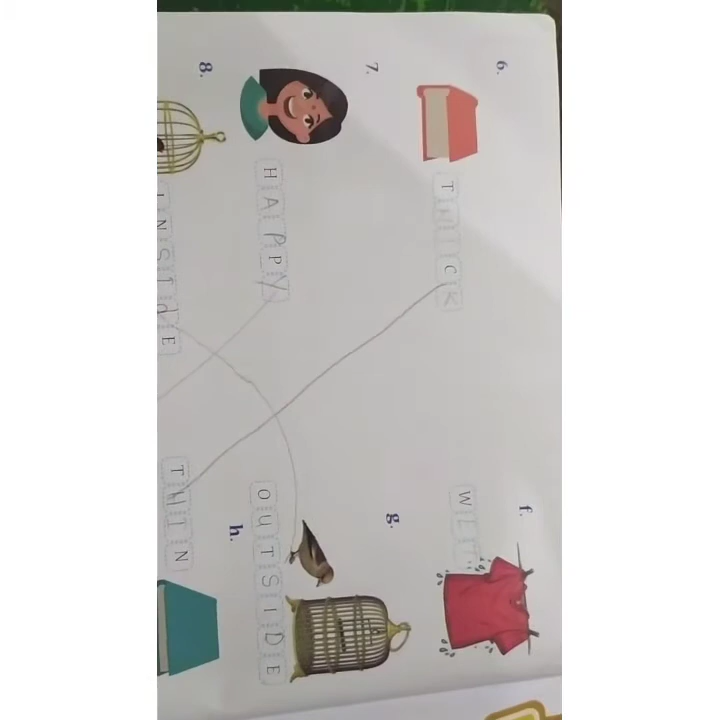 6.
THICK
7.
HAPPY
8.
INSIdE
f.
WET
g.
OUTSIDE
h.
THIN